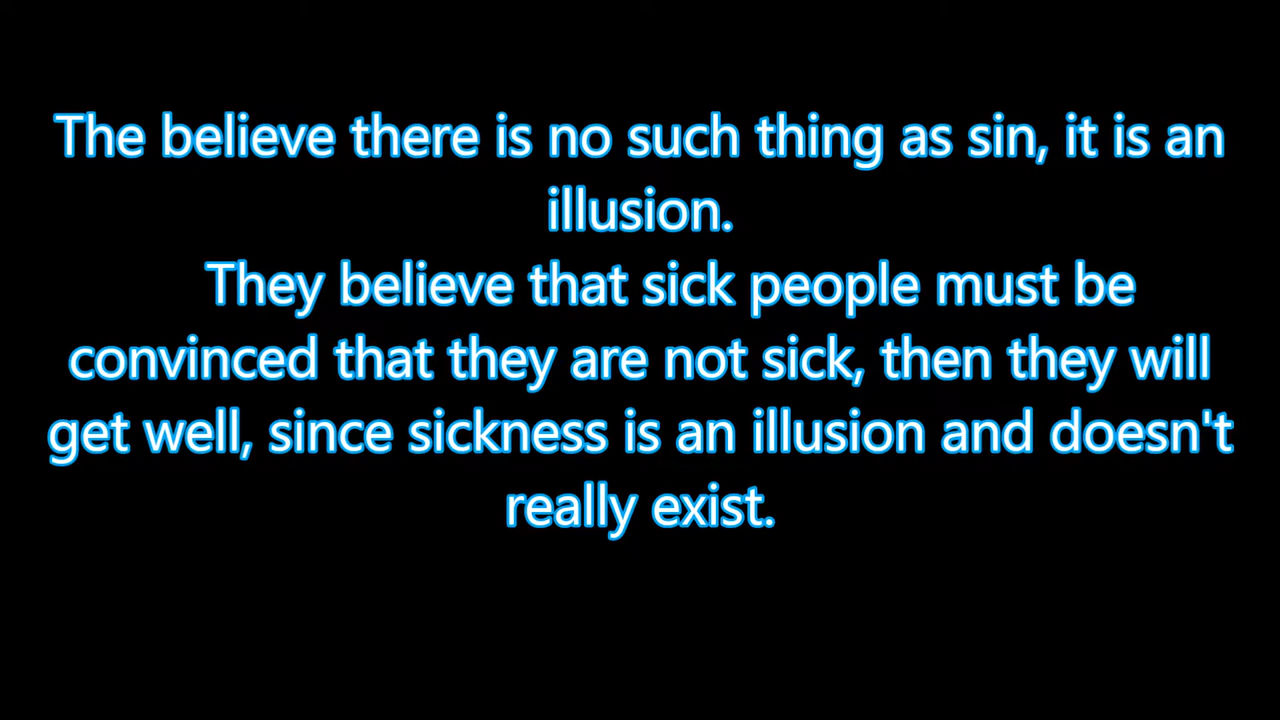 The believe there is no such thing as sin, it is an
illusion.
They believe that sick people must be
convinced that they are not sick, then they will
get well, since sickness is an illusion and doesn't
really exist.